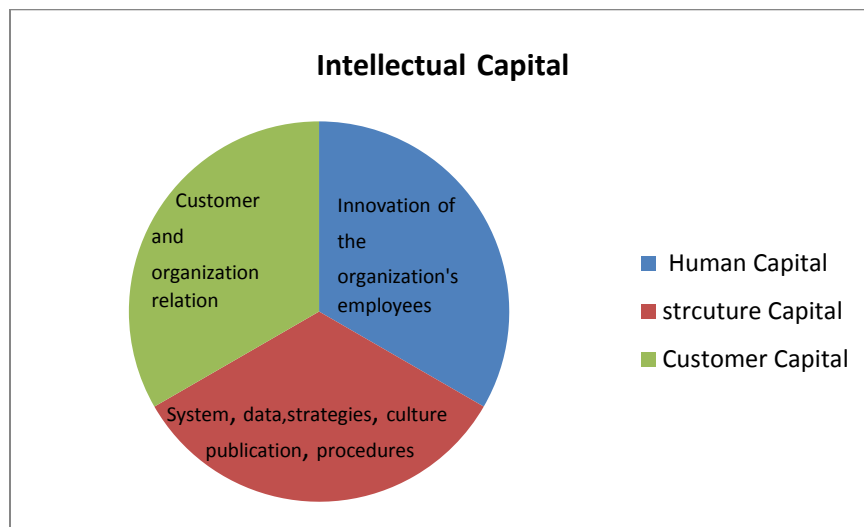 Intellectual Capital
Customer
and
organization
relation
Innovation of
the
organization's
employees
System, data,strategies, culture
publication, procedures
Human Capital
strcuture Capital
Customer Capital